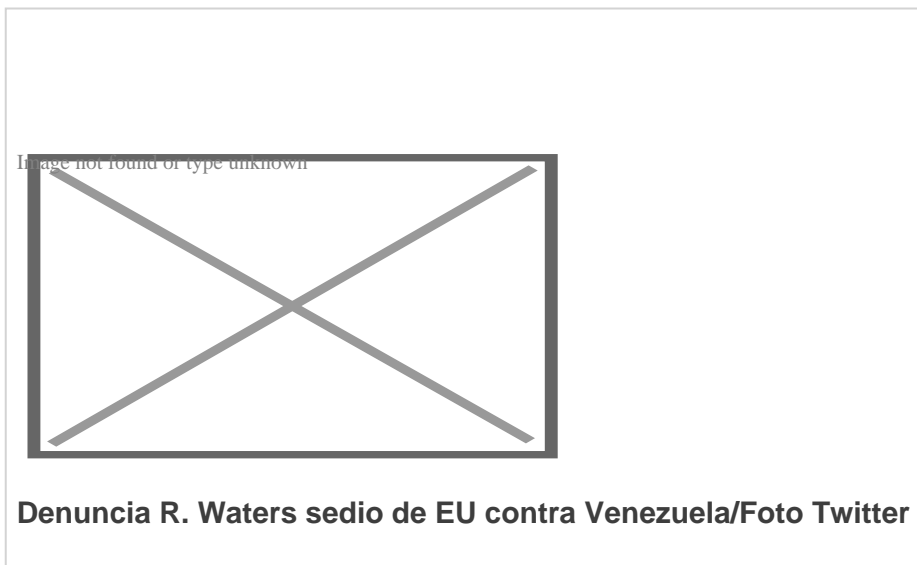 Image not found or type unknown
Denuncia R. Waters sedio de EU contra Venezuela/Foto Twitter